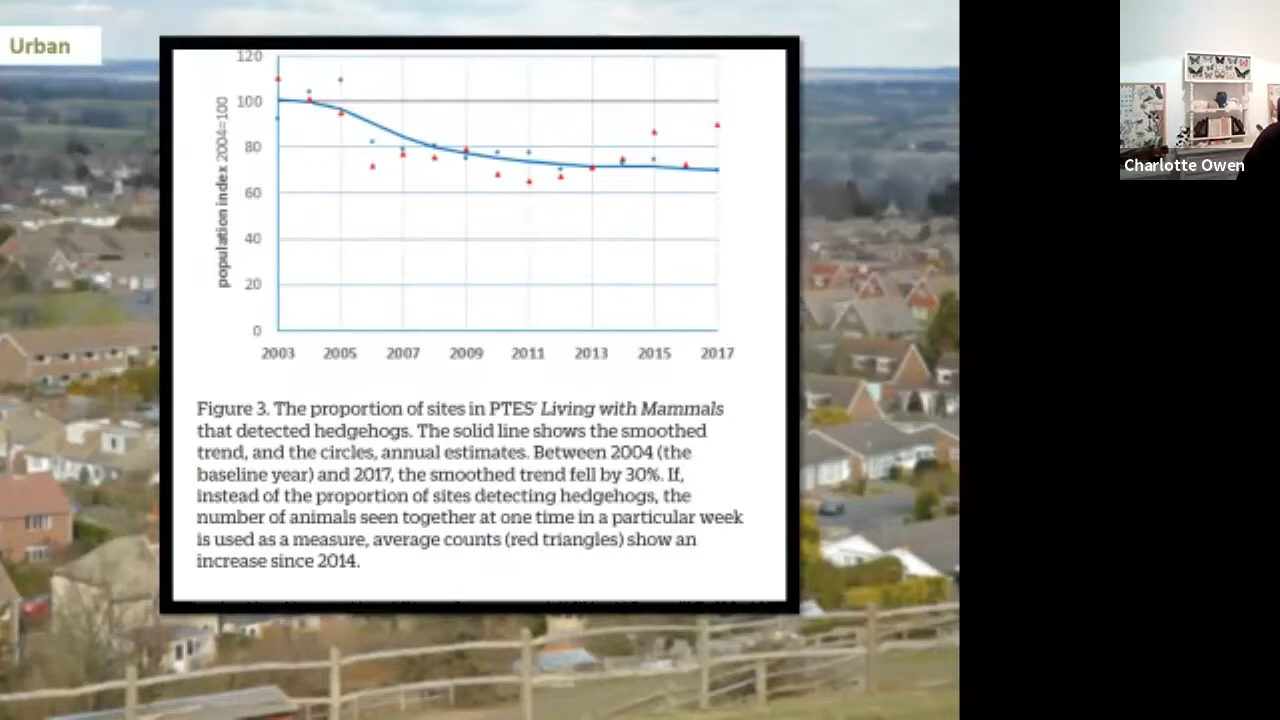 Urban
120
100
80
60
40
20
0
population index 2004=100
2003 2005 2007 2009 2011 2013 2015 2017
Figure 3. The proportion of sites in PTES' Living with Mammals
that detected hedgehogs. The solid line shows the smoothed
trend, and the circles, annual estimates. Between 2004 (the
baseline year) and 2017, the smoothed trend fell by 30%. If,
instead of the proportion of sites detecting hedgehogs, the
number of animals seen together at one time in a particular week
is used as a measure, average counts (red triangles) show an
increase since 2014.
Charlotte Owen